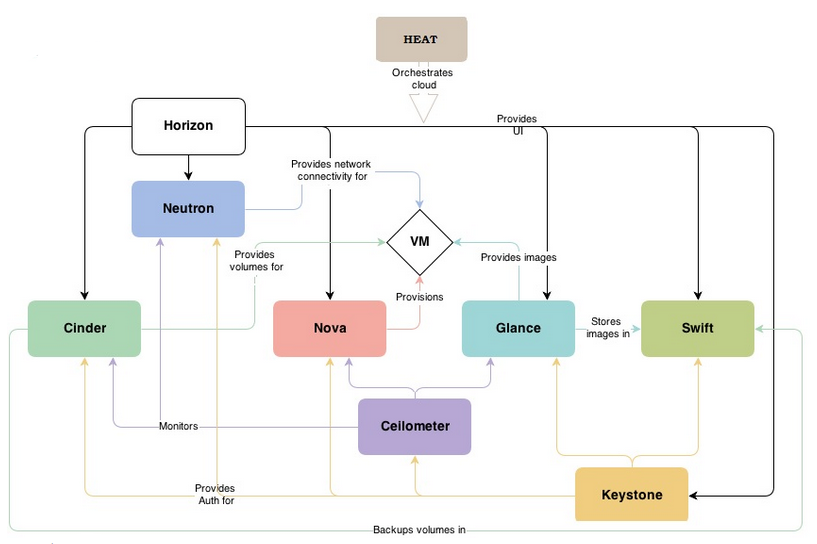 HEAT
Orchestrates
cloud
Provides
UI
Horizon
Provides network
connectivity for
Neutron
VM
Provides
volumes for
Provides images
Provisions
Cinder
Nova
Glance
Stores
images in
Swift
Monitors
Ceilometer
Provides
Auth for
Keystone
Backups volumes in